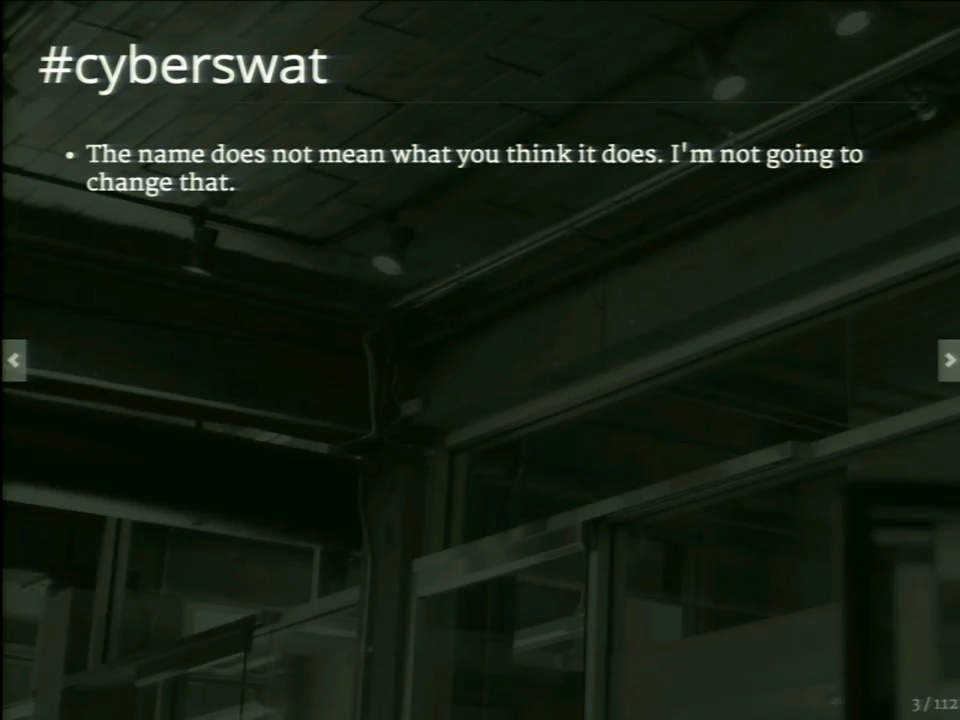 #cyberswat
• The name does not mean what you think it does. I'm not going to
change that.
3 / 112